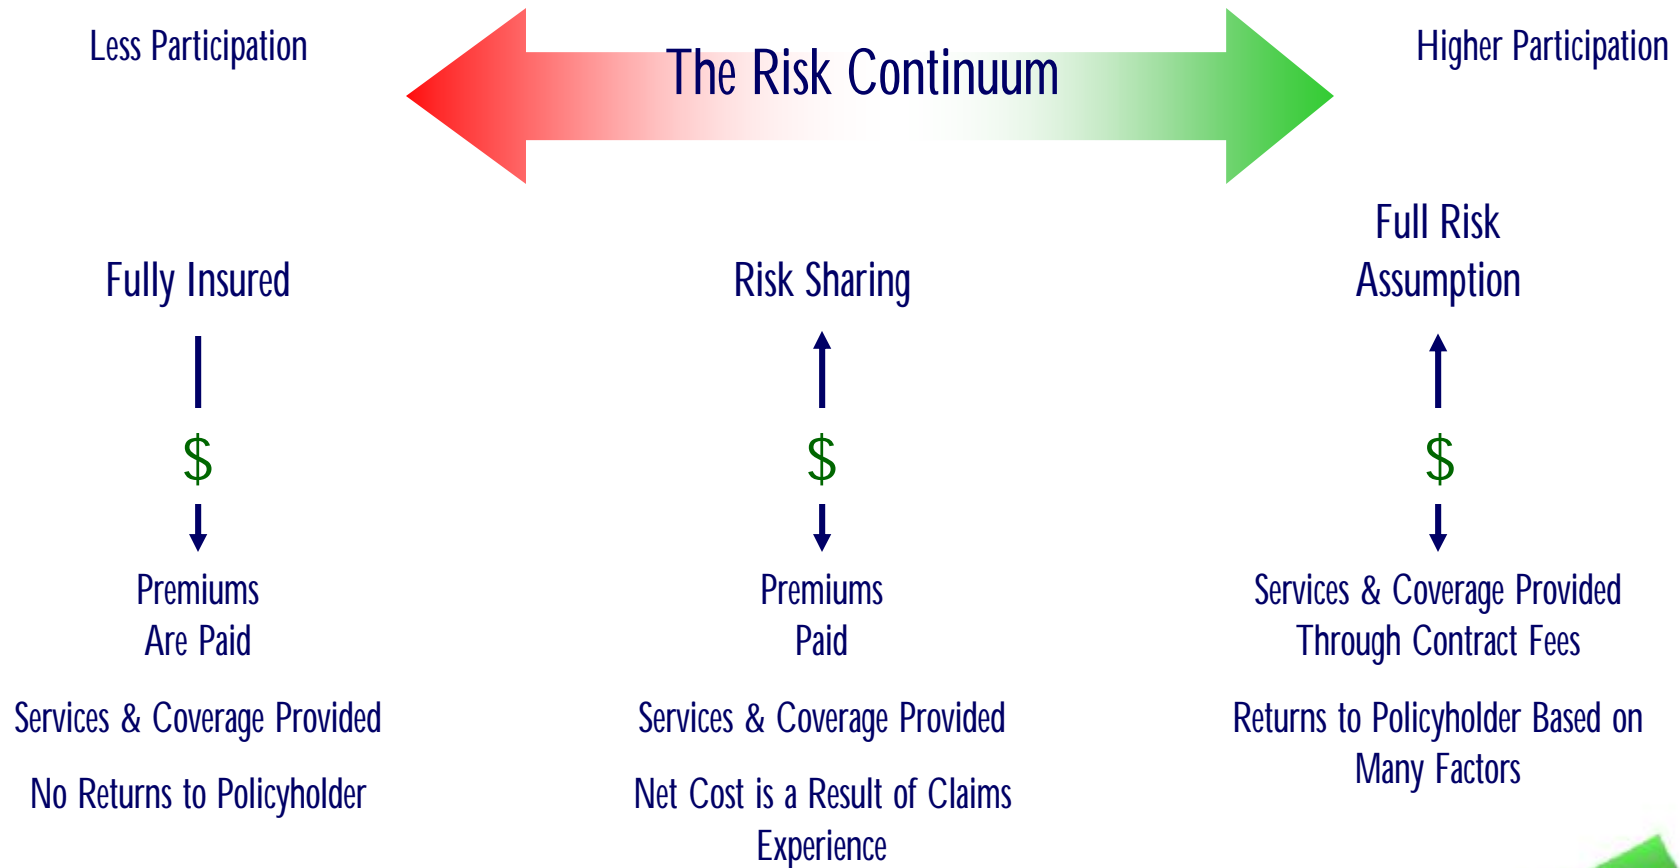 Less Participation
The Risk Continuum
Higher Participation
Fully Insured
$
Premiums
Are Paid
Services & Coverage Provided
No Returns to Policyholder
Risk Sharing
$
Premiums
Paid
Services & Coverage Provided
Net Cost is a Result of Claims
Experience
Full Risk
Assumption
$
Services & Coverage Provided
Through Contract Fees
Returns to Policyholder Based on
Many Factors